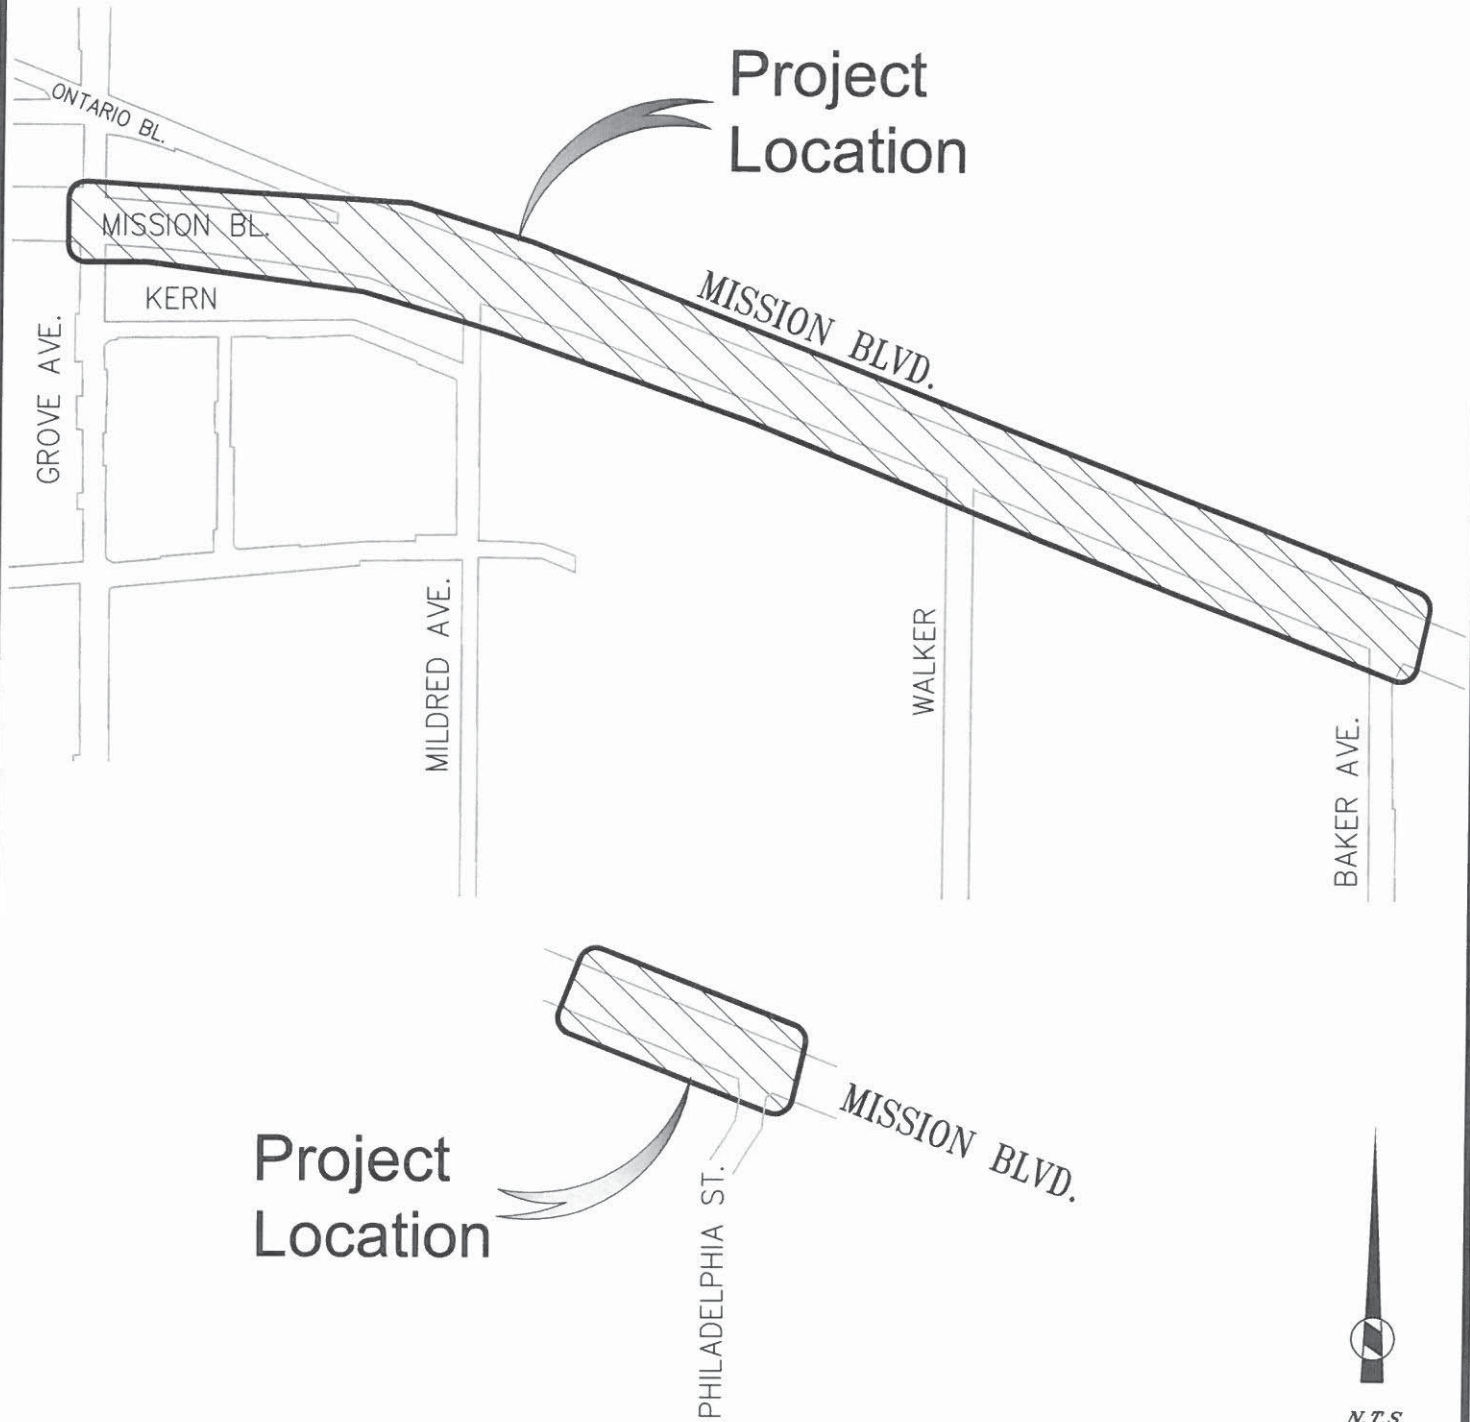 Project
Location
ONTARIO BL.
MISSION BL.
MISSION BLVD.
KERN
GROVE AVE.
MILDRED AVE.
WALKER
BAKER AVE.
MISSION BLVD.
Project
Location
PHILADELPHIA ST.
N.T.S